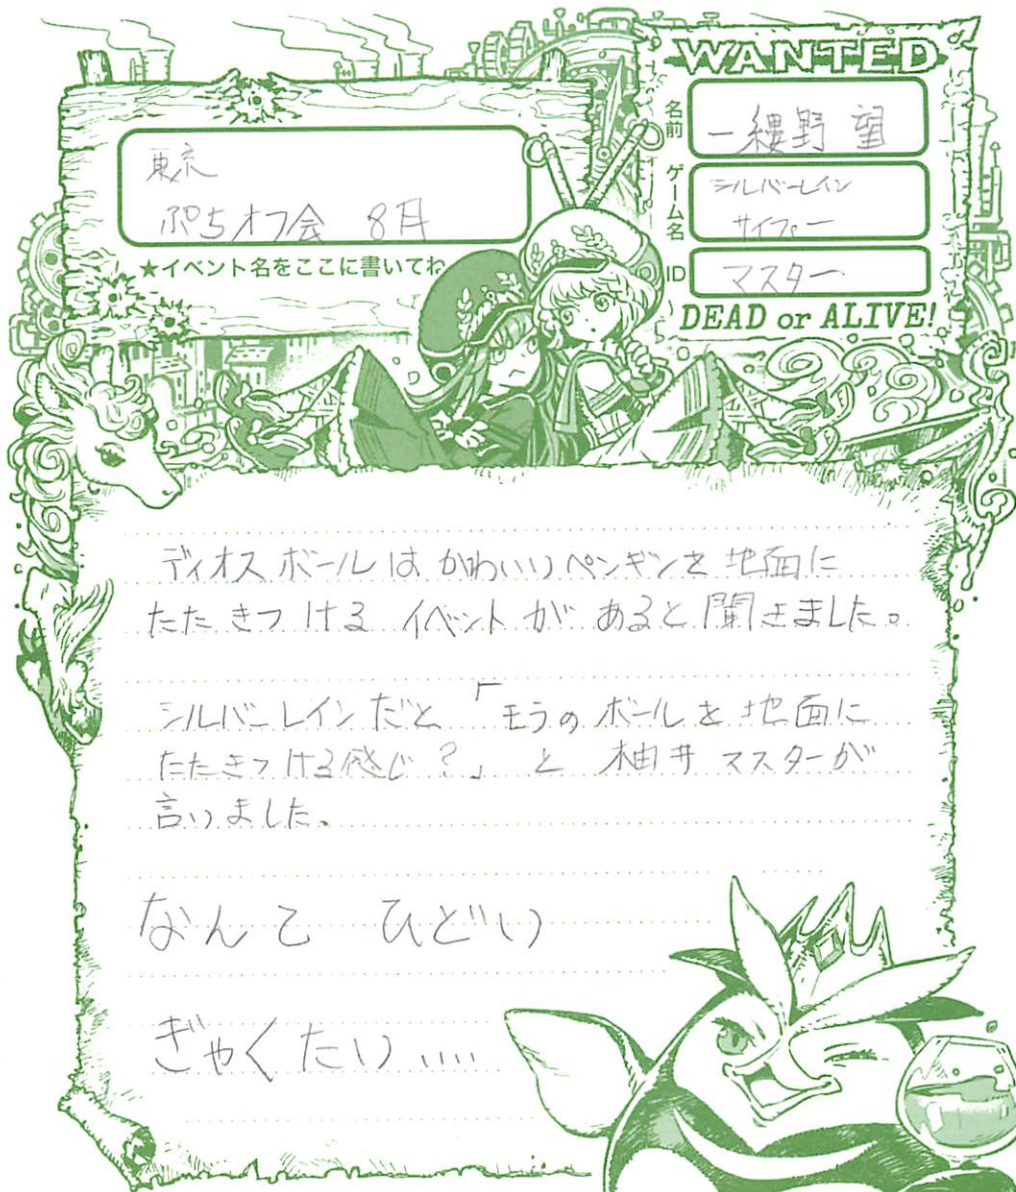 WANTED
名前
一縷野 望
ゲーム名
シルバーレイン
サイファー
ID
マスター
DEAD or ALIVE!
東京
ぷちオフ会 8月
★イベント名をここに書いてね
ディオスボールはかわいいペンギンを地面に
たたきつけるイベントがあると聞きました。
シルバーレインだと「モラのボールを地面に
たたきつける感じ?」と 柚井マスターが
言いました。
なんて ひどい
ぎゃくたい....